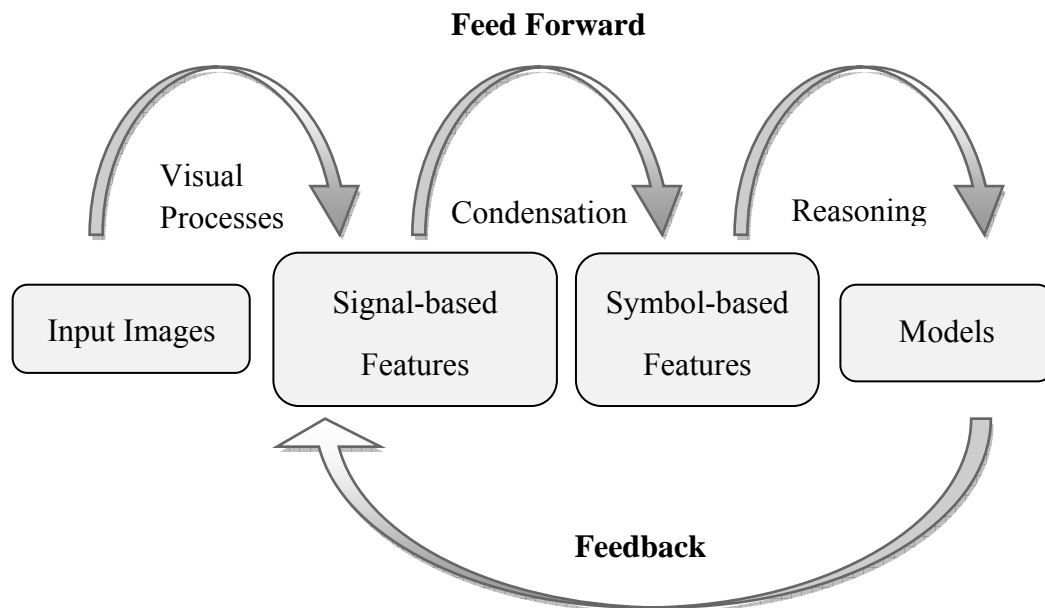 Feed Forward
Visual
Processes
Condensation
Reasoning
Input Images
Signal-based
Features
Symbol-based
Features
Models
Feedback